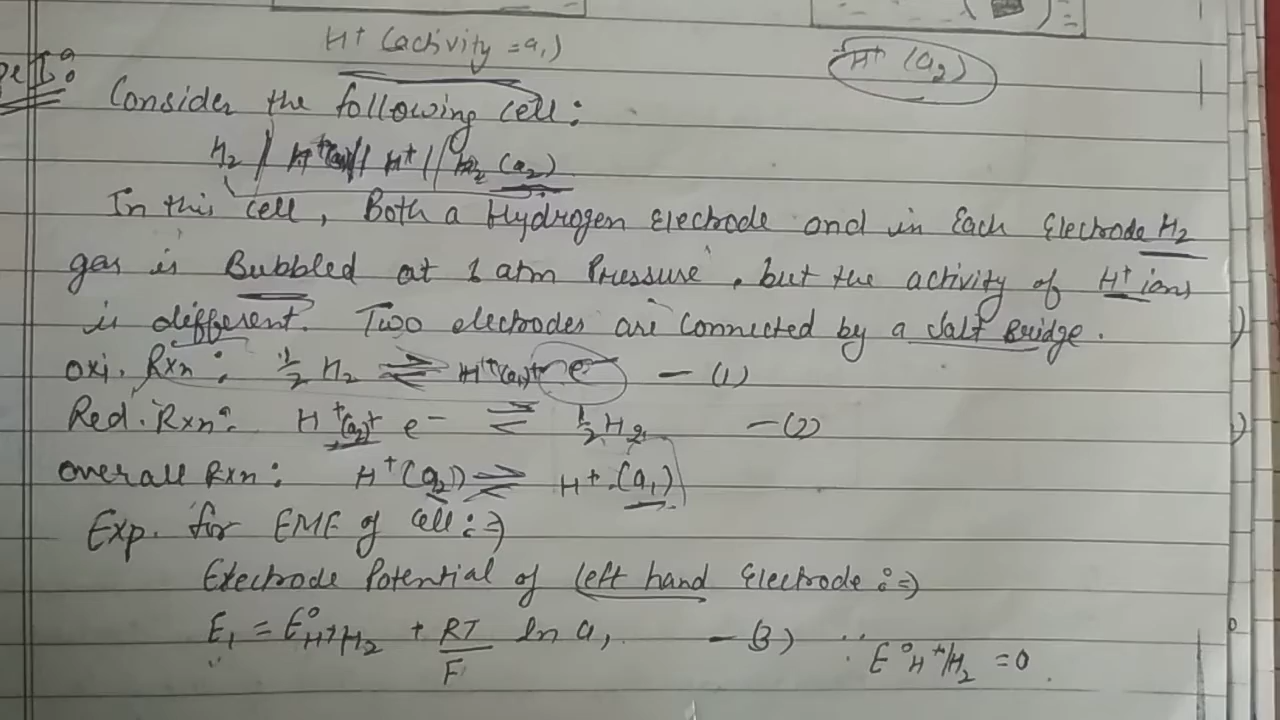 H+ (activity = a1)
H+ (a2)
Consider the following cell:
H2 | H+ || H+ || H2 (a2)
In this cell, Both a Hydrogen Electrode and in Each Electrode H2
gas is Bubbled at 1 atm Pressure, but the activity of H+ ions
is different. Two electrodes are connected by a Salt Bridge.
oxi. Rxn: 1/2 H2 ⇌ H+(a1) + e- — (1)
Red. Rxn: H+(a2) + e- ⇌ 1/2 H2 — (2)
overall Rxn: H+ (a2) ⇌ H+ (a1)
Exp. for EMF of Cell :⇒
Electrode Potential of left hand Electrode :⇒
E1 = E°H+/H2 + RT/F ln a1 — (3) ∵ E°H+/H2 = 0